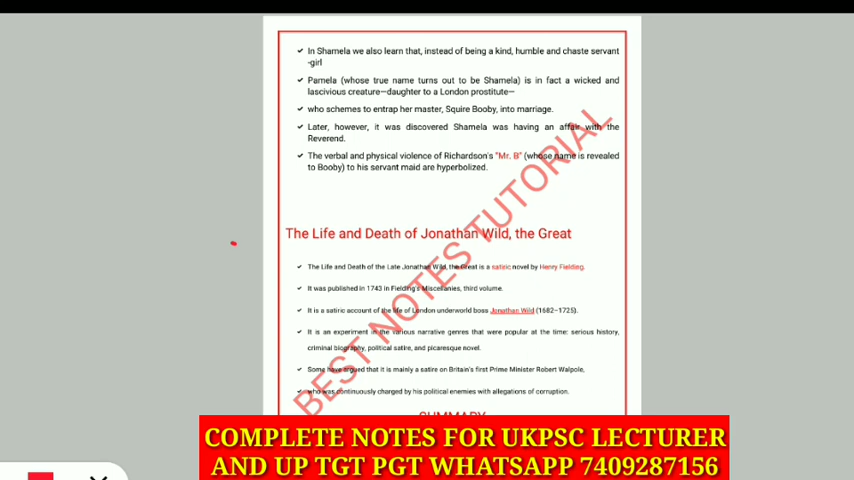 In Shamela we also learn that, instead of being a kind, humble and chaste servant
-girl
Pamela (whose true name turns out to be Shamela) is in fact a wicked and
lascivious creature—daughter to a London prostitute—
who schemes to entrap her master, Squire Booby, into marriage.
Later, however, it was discovered Shamela was having an affair with the
Reverend.
The verbal and physical violence of Richardson's "Mr. B" (whose name is revealed
to Booby) to his servant maid are hyperbolized.
The Life and Death of Jonathan Wild, the Great
The Life and Death of the Late Jonathan Wild, the Great is a satiric novel by Henry Fielding.
It was published in 1743 in Fielding's Miscellanies, third volume.
It is a satiric account of the life of London underworld boss Jonathan Wild (1682–1725).
It is an experiment in the various narrative genres that were popular at the time: serious history,
criminal biography, political satire, and picaresque novel.
Some have argued that it is mainly a satire on Britain's first Prime Minister Robert Walpole,
who was continuously charged by his political enemies with allegations of corruption.
SUMMARY
BEST NOTES TUTORIAL
COMPLETE NOTES FOR UKPSC LECTURER
AND UP TGT PGT WHATSAPP 7409287156